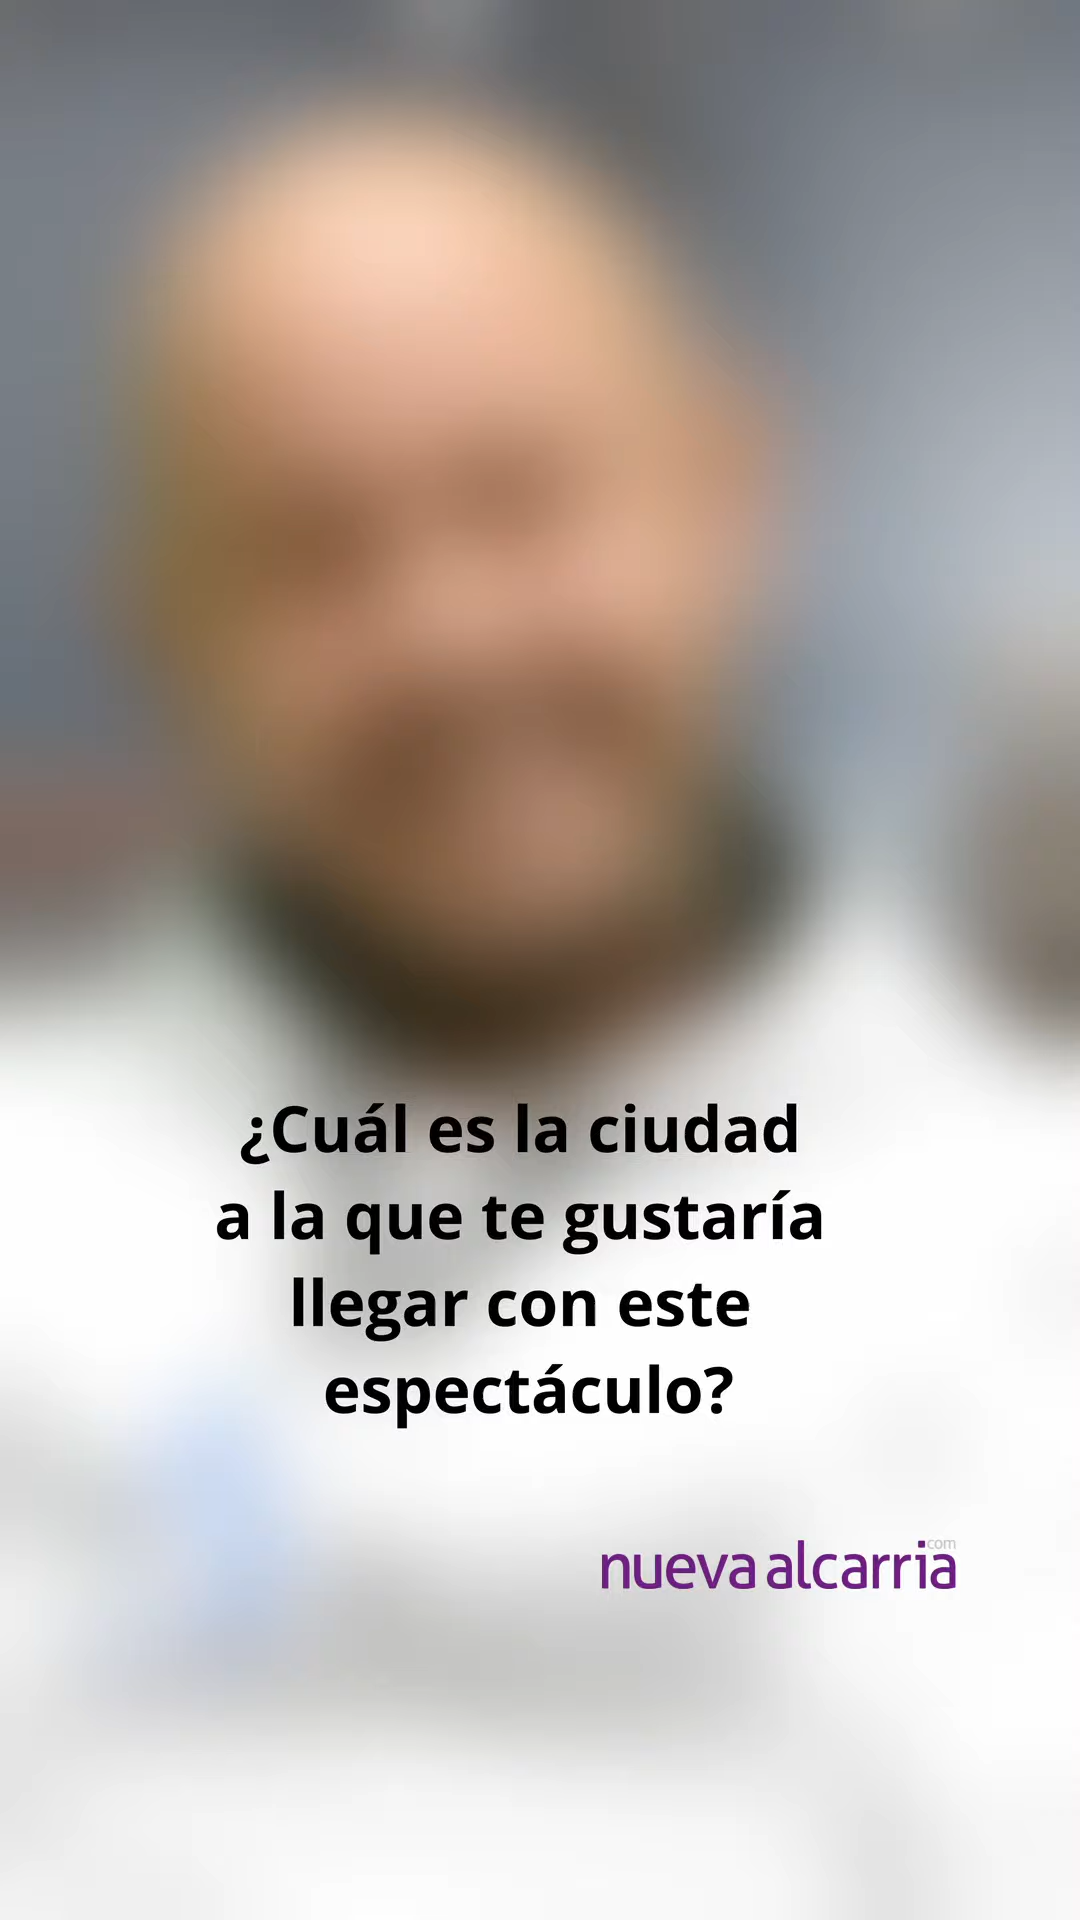 ¿Cuál es la ciudad
a la que te gustaría
llegar con este
espectáculo?
nueva alcarria
com